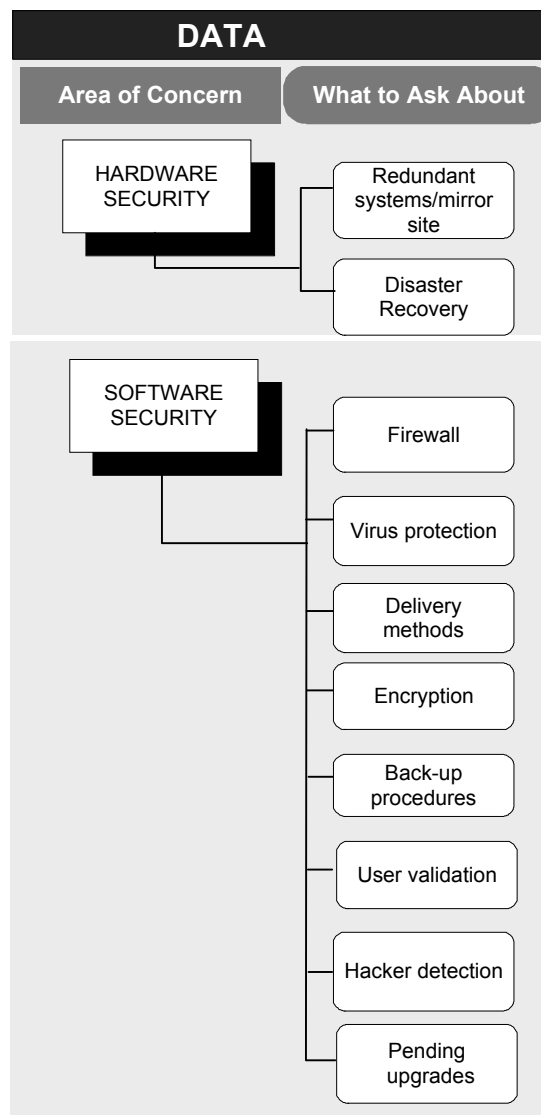 DATA
Area of Concern
What to Ask About
HARDWARE
SECURITY
Redundant
systems/mirror
site
Disaster
Recovery
SOFTWARE
SECURITY
Firewall
Virus protection
Delivery
methods
Encryption
Back-up
procedures
User validation
Hacker detection
Pending
upgrades